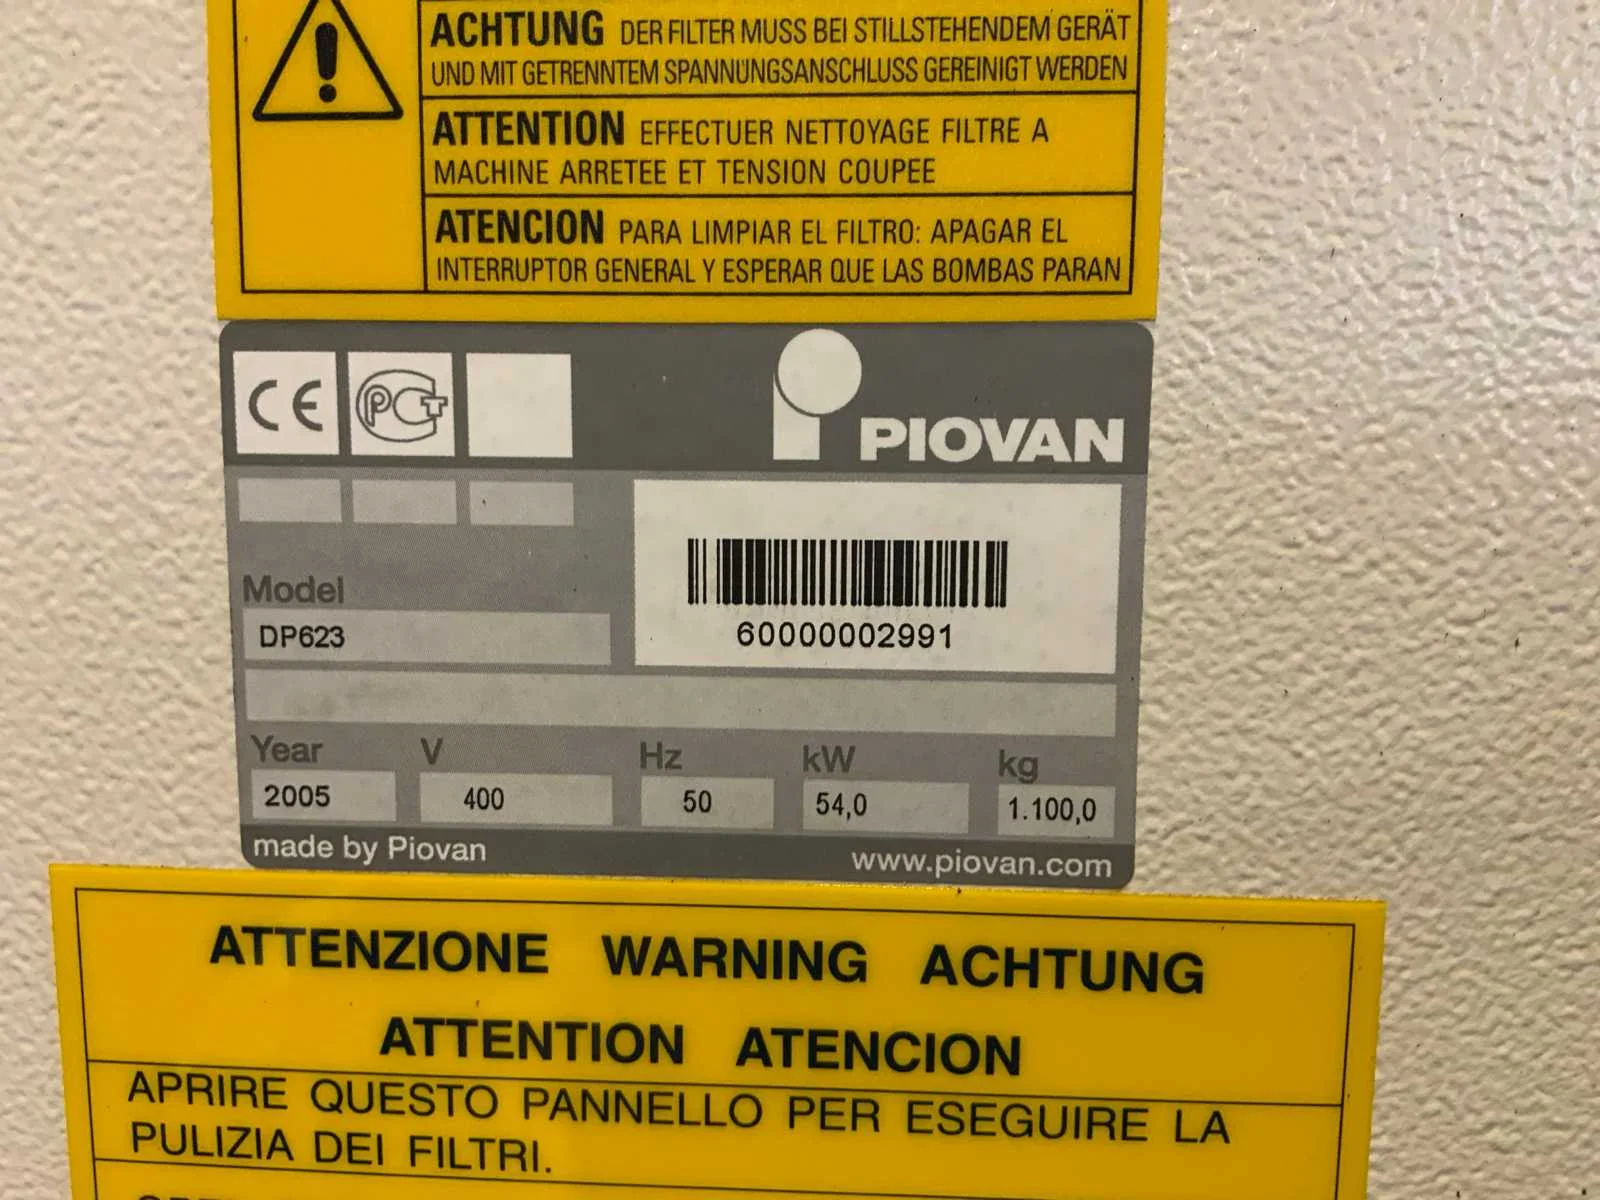 ACHTUNG DER FILTER MUSS BEI STILLSTEHENDEM GERÄT
UND MIT GETRENNTEM SPANNUNGSANSCHLUSS GEREINIGT WERDEN
ATTENTION EFFECTUER NETTOYAGE FILTRE A
MACHINE ARRETEE ET TENSION COUPEE
ATENCION PARA LIMPIAR EL FILTRO: APAGAR EL
INTERRUPTOR GENERAL Y ESPERAR QUE LAS BOMBAS PARAN
CE PCT PIOVAN
Model
DP623
60000002991
Year V Hz kW kg
2005 400 50 54,0 1.100,0
made by Piovan www.piovan.com
ATTENZIONE WARNING ACHTUNG
ATTENTION ATENCION
APRIRE QUESTO PANNELLO PER ESEGUIRE LA
PULIZIA DEI FILTRI.